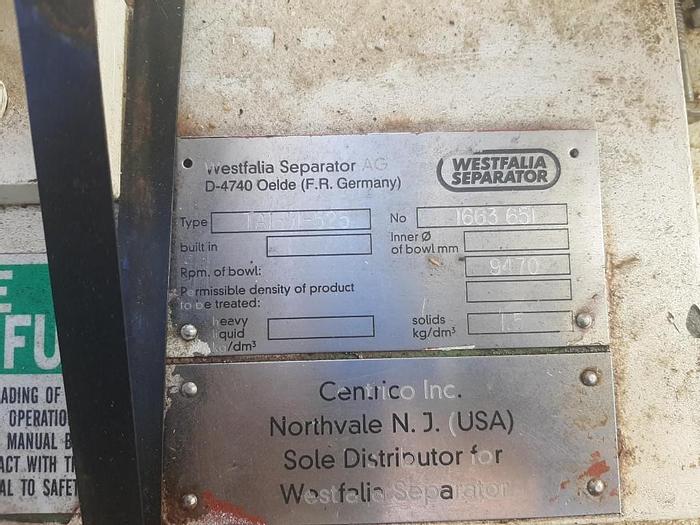 Westfalia Separator AG
D-4740 Oelde (F.R. Germany)
WESTFALIA
SEPARATOR
Type
No 1663 651
built in
Inner Ø
of bowl mm
Rpm. of bowl: 9470
Permissible density of product
to be treated:
heavy
liquid
kg/dm³
solids
kg/dm³ 1.5
Centrico Inc.
Northvale N. J. (USA)
Sole Distributor for
Westfalia Separator
E
FU
ADING OF
OPERATIO
MANUAL B
ACT WITH T
AL TO SAFET